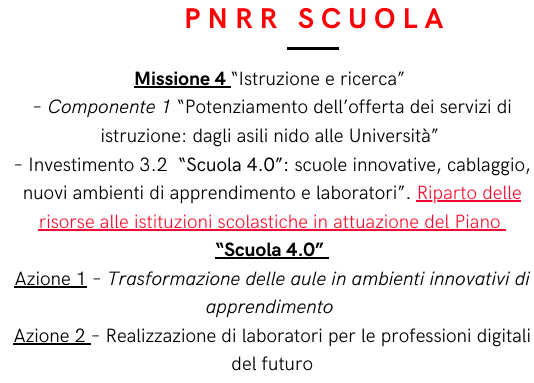 PNRR SCUOLA
Missione 4 “Istruzione e ricerca”
– Componente 1 “Potenziamento dell’offerta dei servizi di
istruzione: dagli asili nido alle Università”
– Investimento 3.2 “Scuola 4.0”: scuole innovative, cablaggio,
nuovi ambienti di apprendimento e laboratori”. Riparto delle
risorse alle istituzioni scolastiche in attuazione del Piano
“Scuola 4.0”
Azione 1 – Trasformazione delle aule in ambienti innovativi di
apprendimento
Azione 2 – Realizzazione di laboratori per le professioni digitali
del futuro